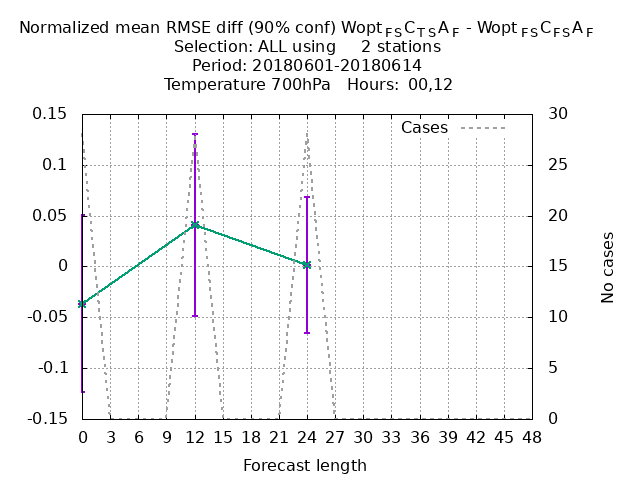 Normalized mean RMSE diff (90% conf) Wopt FS C T S A F - Wopt FS C FS A F
Selection: ALL using 2 stations
Period: 20180601-20180614
Temperature 700hPa Hours: 00,12
0.15 30
Cases
0.1 25
0.05 20
0 15
-0.05 10
-0.1 5
-0.15 0
No cases
0 3 6 9 12 15 18 21 24 27 30 33 36 39 42 45 48
Forecast length